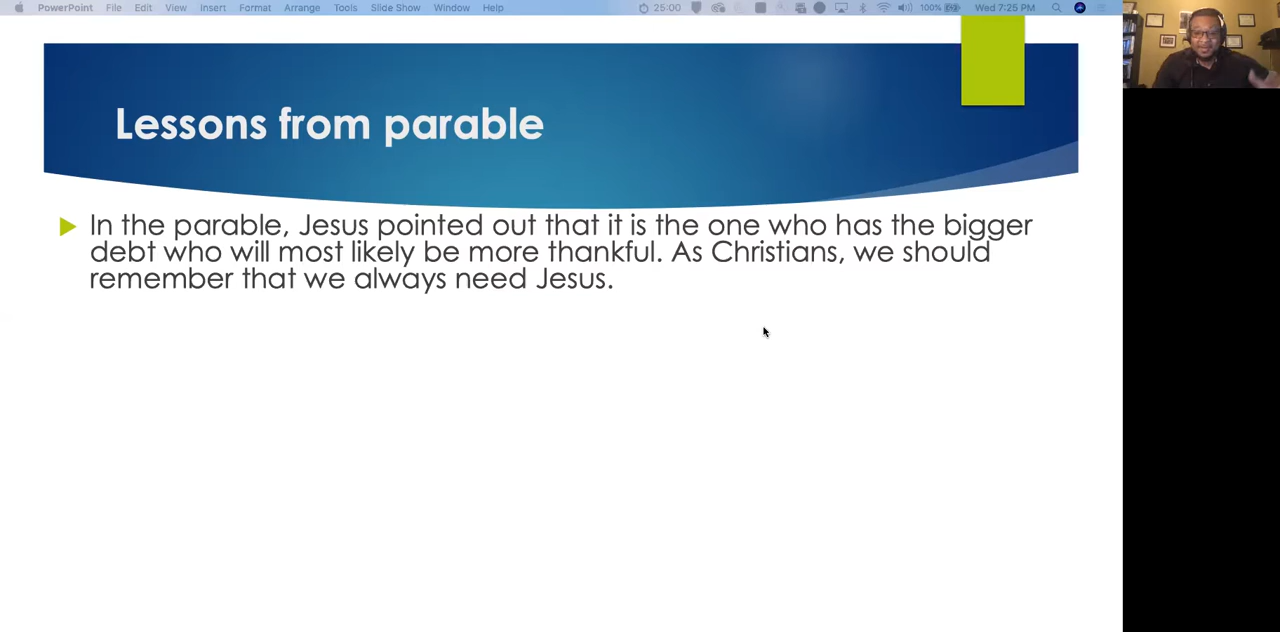 PowerPoint File Edit View Insert Format Arrange Tools Slide Show Window Help 25:00 100% Wed 7:25 PM
Lessons from parable
In the parable, Jesus pointed out that it is the one who has the bigger
debt who will most likely be more thankful. As Christians, we should
remember that we always need Jesus.